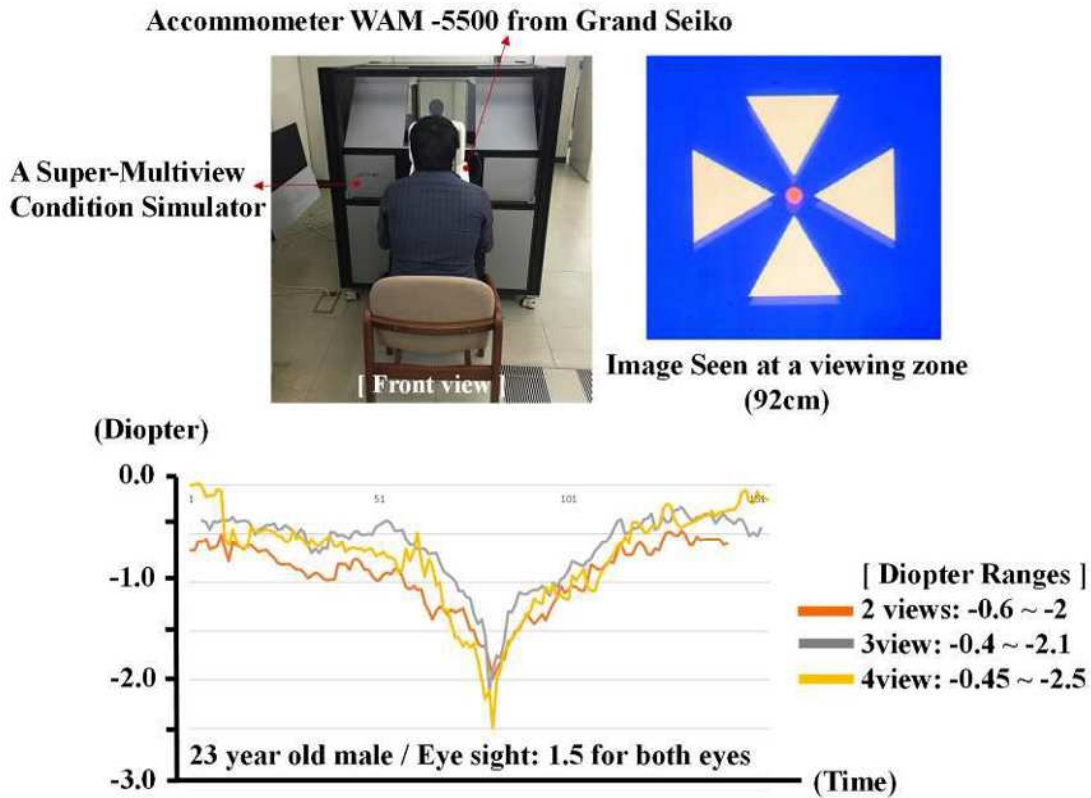 Accommometer WAM -5500 from Grand Seiko
A Super-Multiview
Condition Simulator
[ Front view ]
Image Seen at a viewing zone
(92cm)
(Diopter)
0.0
1
51
101
151
-1.0
-2.0
-3.0
[ Diopter Ranges ]
2 views: -0.6 ~ -2
3view: -0.4 ~ -2.1
4view: -0.45 ~ -2.5
23 year old male / Eye sight: 1.5 for both eyes
(Time)